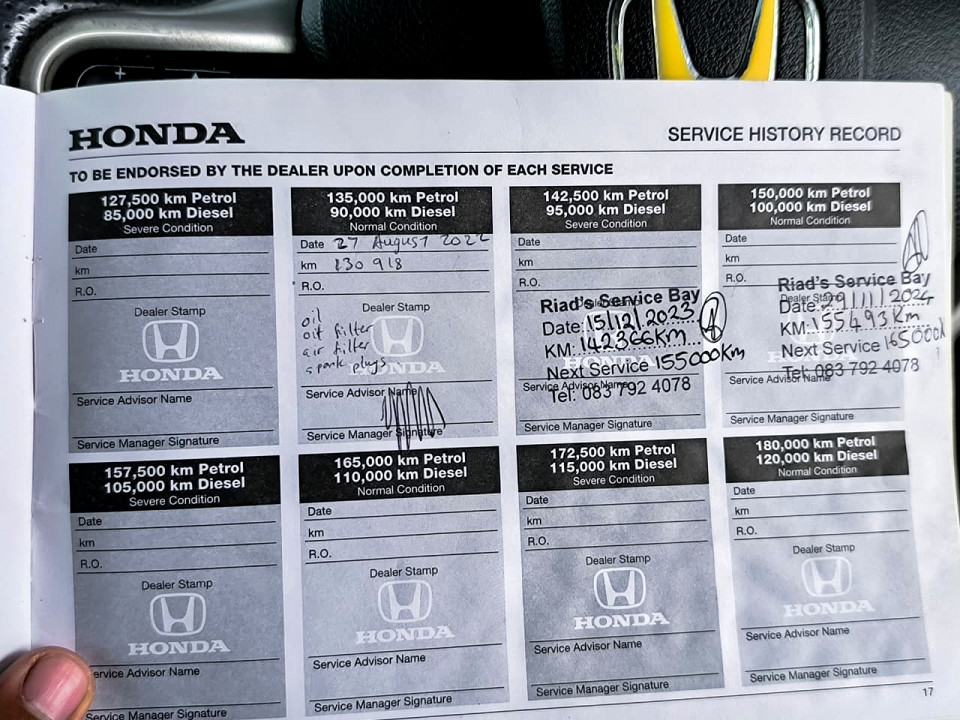 HONDA
SERVICE HISTORY RECORD
TO BE ENDORSED BY THE DEALER UPON COMPLETION OF EACH SERVICE
127,500 km Petrol
85,000 km Diesel
Severe Condition
Date
km
R.O.
Dealer Stamp
HONDA
Service Advisor Name
Service Manager Signature
135,000 km Petrol
90,000 km Diesel
Normal Condition
Date 27 August 2022
km 130 918
R.O.
Dealer Stamp
oil
oil filter
air filter
spark plugs
HONDA
Service Advisor Name
Service Manager Signature
142,500 km Petrol
95,000 km Diesel
Severe Condition
Date
km
R.O.
Riad's Service Bay
Date: 15/12/2023
KM: 142366km
Next Service 155000km
Service Advisor Name
Tel: 083 792 4078
150,000 km Petrol
100,000 km Diesel
Normal Condition
Date
km
R.O.
Riad's Service Bay
Dealer Stamp
Date: 29/11/2024
KM: 155493km
Next Service 165000k
Tel: 083 792 4078
Service Advisor Name
Service Manager Signature
157,500 km Petrol
105,000 km Diesel
Severe Condition
Date
km
R.O.
Dealer Stamp
HONDA
Service Advisor Name
Service Manager Signature
165,000 km Petrol
110,000 km Diesel
Normal Condition
Date
km
R.O.
Dealer Stamp
HONDA
Service Advisor Name
Service Manager Signature
172,500 km Petrol
115,000 km Diesel
Severe Condition
Date
km
R.O.
Dealer Stamp
HONDA
Service Advisor Name
Service Manager Signature
180,000 km Petrol
120,000 km Diesel
Normal Condition
Date
km
R.O.
Dealer Stamp
HONDA
Service Advisor Name
Service Manager Signature
17